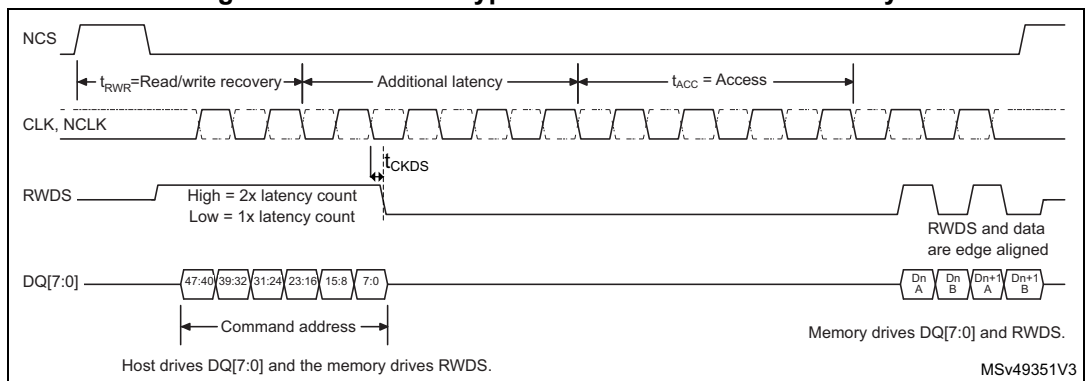 NCS
t_RWR=Read/write recovery
Additional latency
t_ACC = Access
CLK, NCLK
t_CKDS
RWDS
High = 2x latency count
Low = 1x latency count
RWDS and data
are edge aligned
DQ[7:0]
47:40 39:32 31:24 23:16 15:8 7:0
Dn A Dn B Dn+1 A Dn+1 B
Command address
Memory drives DQ[7:0] and RWDS.
Host drives DQ[7:0] and the memory drives RWDS.
MSv49351V3